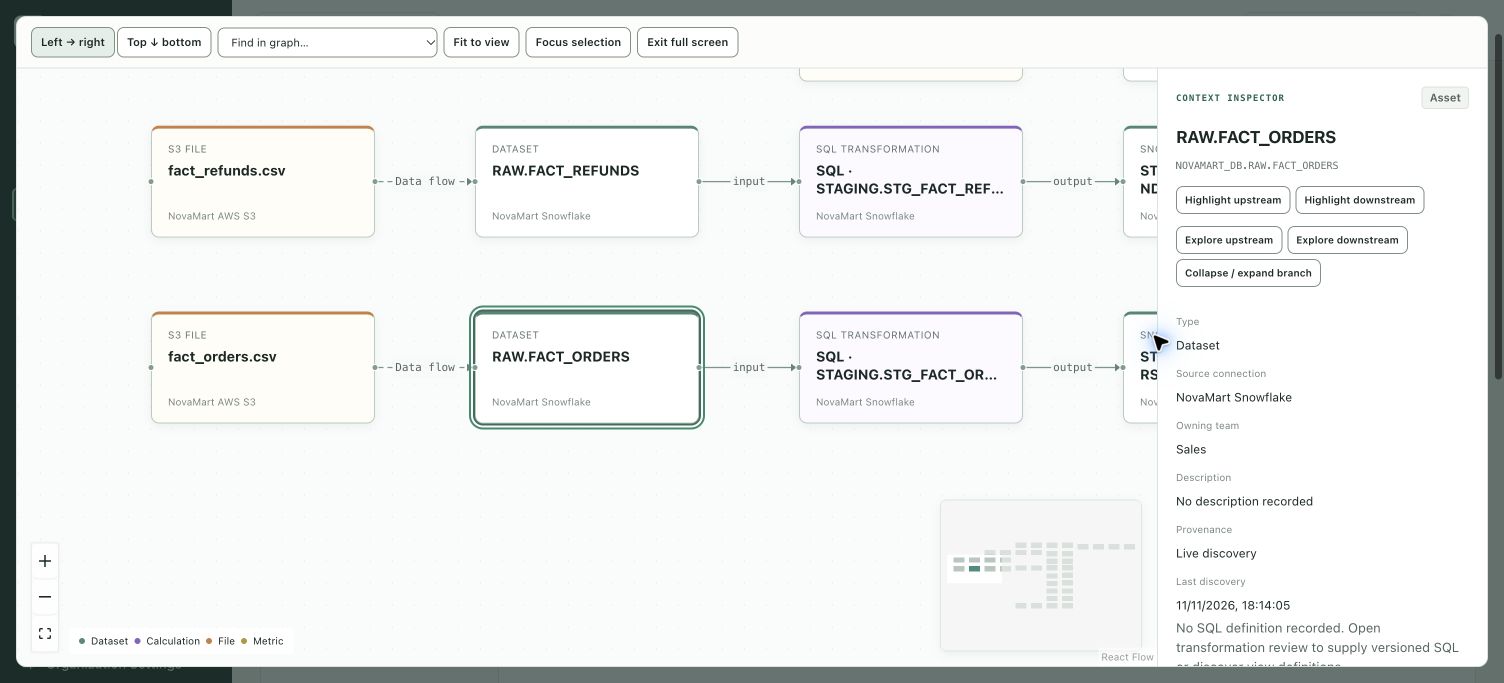 Left → right
Top ↓ bottom
Find in graph...
Fit to view
Focus selection
Exit full screen
S3 FILE
fact_refunds.csv
NovaMart AWS S3
Data flow
DATASET
RAW.FACT_REFUNDS
NovaMart Snowflake
input
SQL TRANSFORMATION
SQL ·
STAGING.STG_FACT_REF...
NovaMart Snowflake
output
S3 FILE
fact_orders.csv
NovaMart AWS S3
Data flow
DATASET
RAW.FACT_ORDERS
NovaMart Snowflake
input
SQL TRANSFORMATION
SQL ·
STAGING.STG_FACT_OR...
NovaMart Snowflake
output
Dataset
Calculation
File
Metric
React Flow
CONTEXT INSPECTOR
Asset
RAW.FACT_ORDERS
NOVAMART_DB.RAW.FACT_ORDERS
Highlight upstream
Highlight downstream
Explore upstream
Explore downstream
Collapse / expand branch
Type
Dataset
Source connection
NovaMart Snowflake
Owning team
Sales
Description
No description recorded
Provenance
Live discovery
Last discovery
11/11/2026, 18:14:05
No SQL definition recorded. Open
transformation review to supply versioned SQL
or discover view definitions.